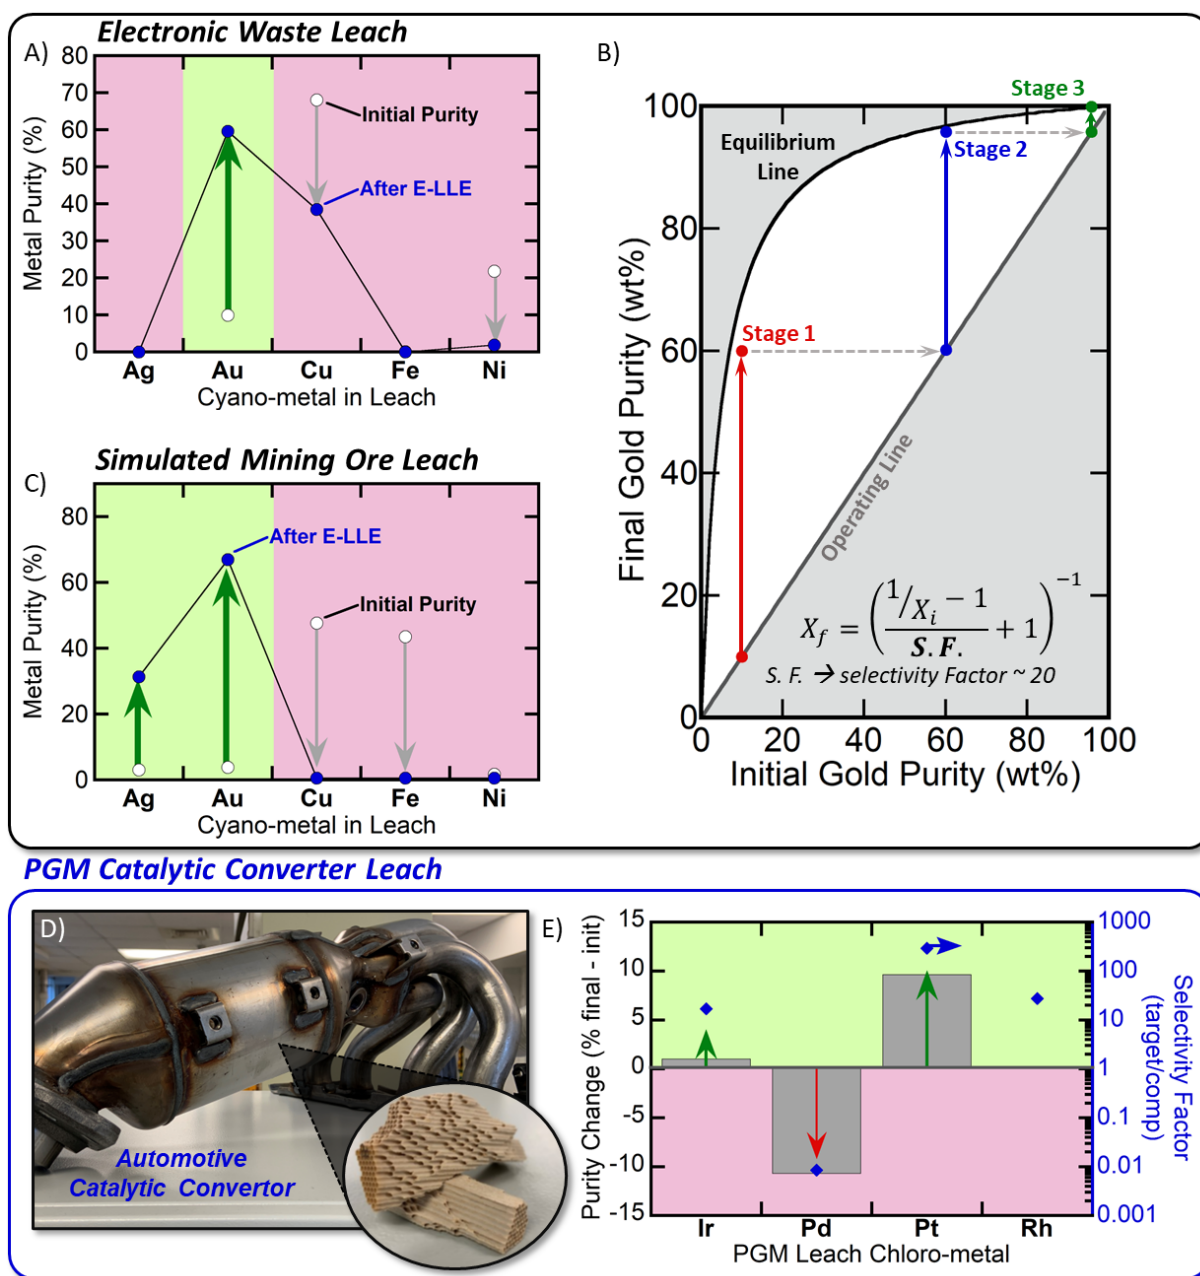 Electronic Waste Leach
A)
80
70
60
50
40
30
20
10
0
Metal Purity (%)
Initial Purity
After E-LLE
Ag Au Cu Fe Ni
Cyano-metal in Leach
B)
100
80
60
40
20
0
Final Gold Purity (wt%)
Stage 3
Equilibrium
Line
Stage 2
Stage 1
Operating Line
X_f = ((1/X_i − 1)/S.F. + 1)^−1
S. F. → selectivity Factor ~ 20
0 20 40 60 80 100
Initial Gold Purity (wt%)
Simulated Mining Ore Leach
C)
80
60
40
20
0
Metal Purity (%)
After E-LLE
Initial Purity
Ag Au Cu Fe Ni
Cyano-metal in Leach
PGM Catalytic Converter Leach
D)
Automotive
Catalytic Convertor
E)
15
10
5
0
-5
-10
-15
Purity Change (% final - init)
1000
100
10
1
0.1
0.01
0.001
Selectivity Factor
(target/comp)
Ir Pd Pt Rh
PGM Leach Chloro-metal